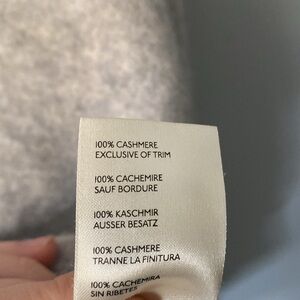 100% CASHMERE
EXCLUSIVE OF TRIM
100% CACHEMIRE
SAUF BORDURE
100% KASCHMIR
AUSSER BESATZ
100% CASHMERE
TRANNE LA FINITURA
100% CACHEMIRA
SIN RIBETES